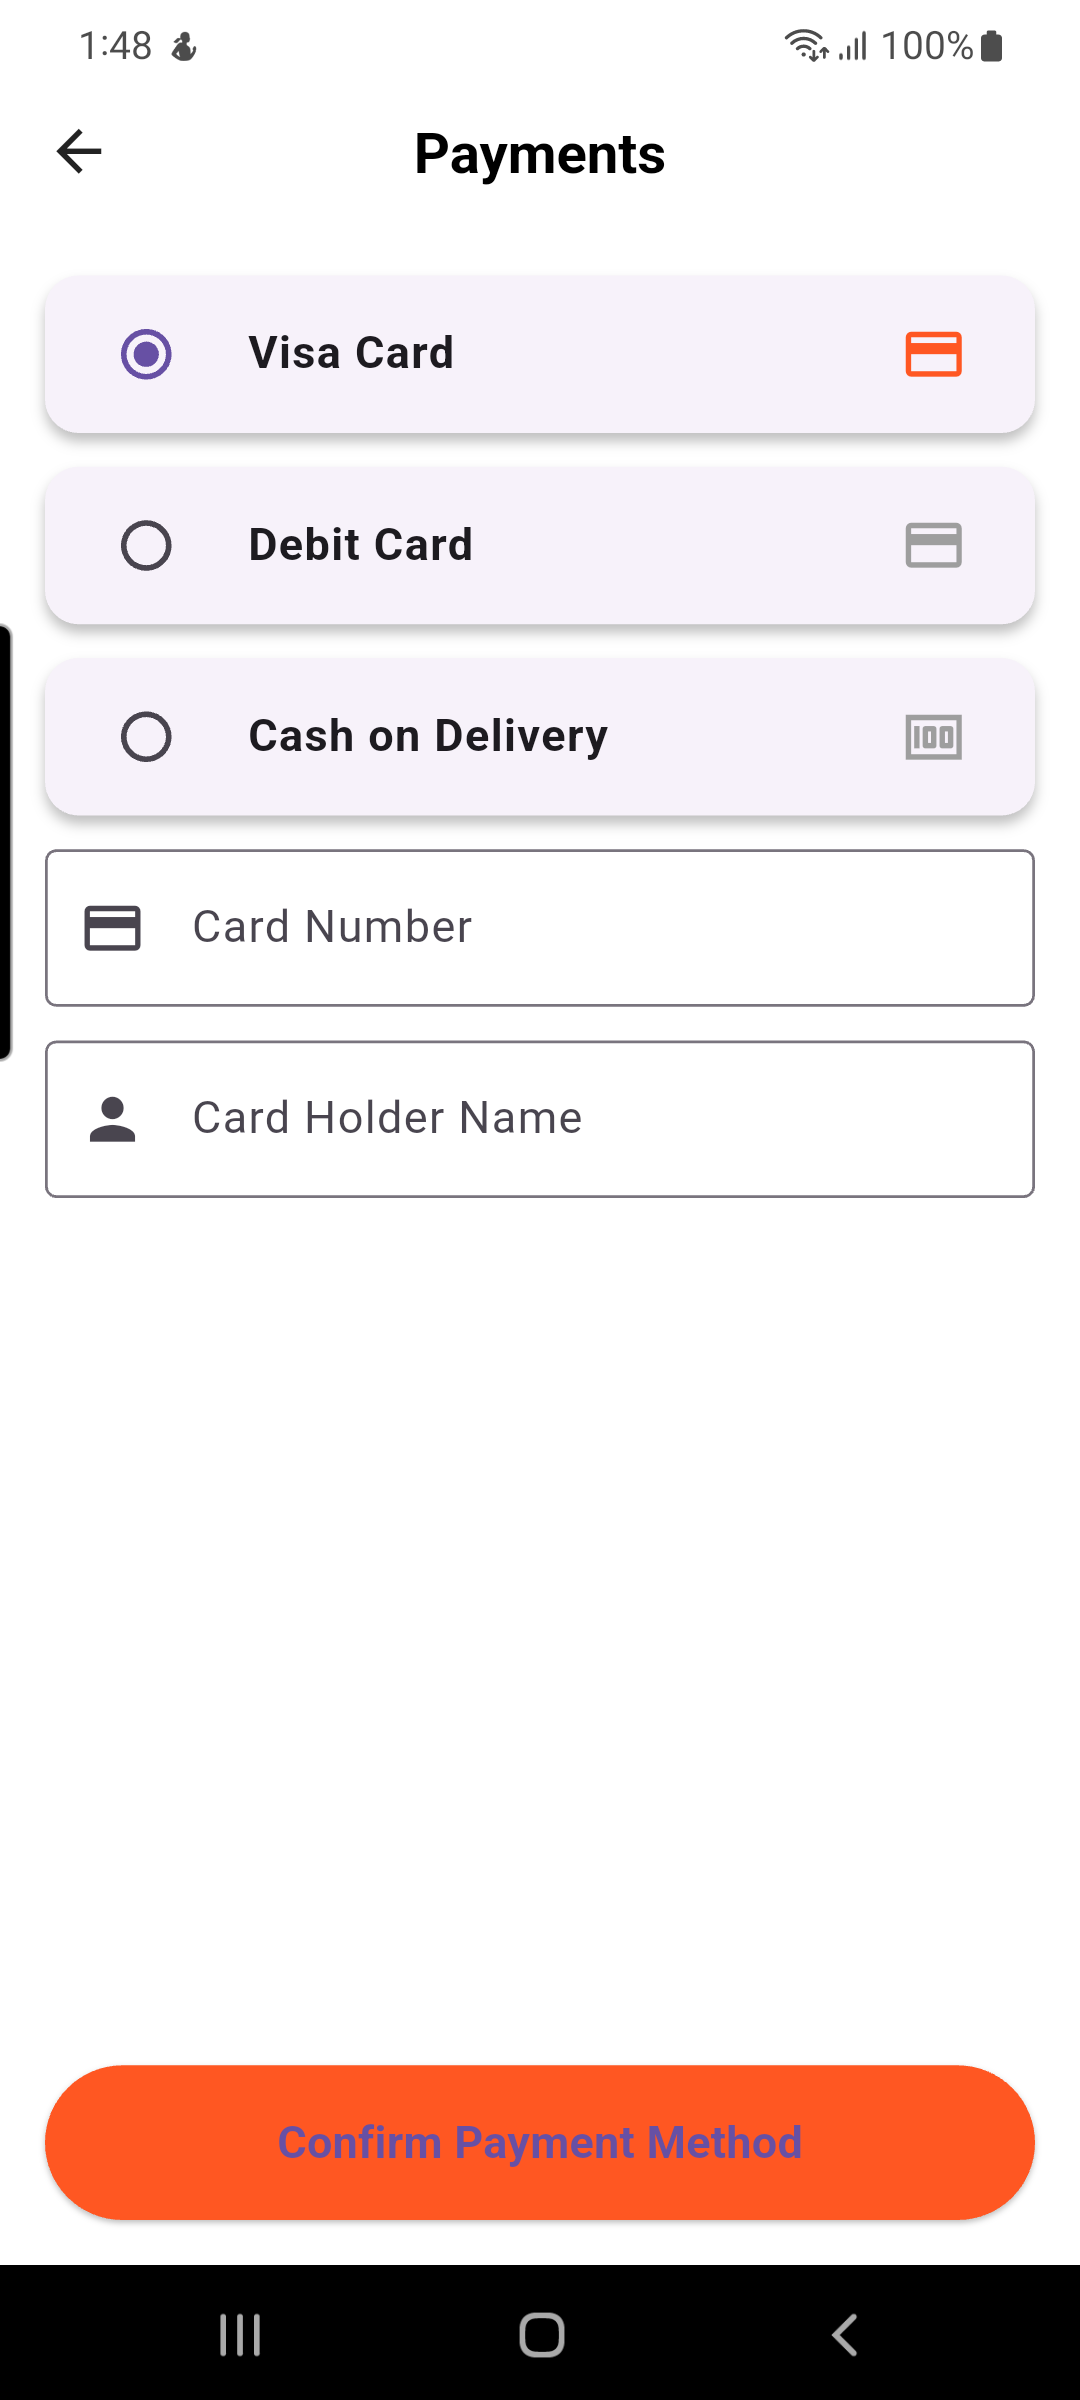 1:48 100%
Payments
Visa Card
Debit Card
Cash on Delivery
100
Card Number
Card Holder Name
Confirm Payment Method